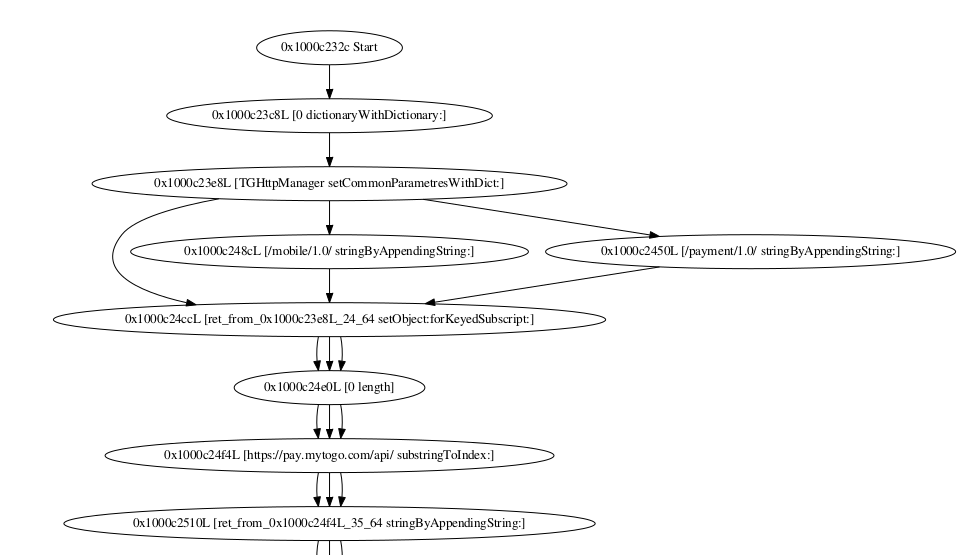 0x1000c232c Start
0x1000c23c8L [0 dictionaryWithDictionary:]
0x1000c23e8L [TGHttpManager setCommonParametresWithDict:]
0x1000c248cL [/mobile/1.0/ stringByAppendingString:]
0x1000c2450L [/payment/1.0/ stringByAppendingString:]
0x1000c24ccL [ret_from_0x1000c23e8L_24_64 setObject:forKeyedSubscript:]
0x1000c24e0L [0 length]
0x1000c24f4L [https://pay.mytogo.com/api/ substringToIndex:]
0x1000c2510L [ret_from_0x1000c24f4L_35_64 stringByAppendingString:]